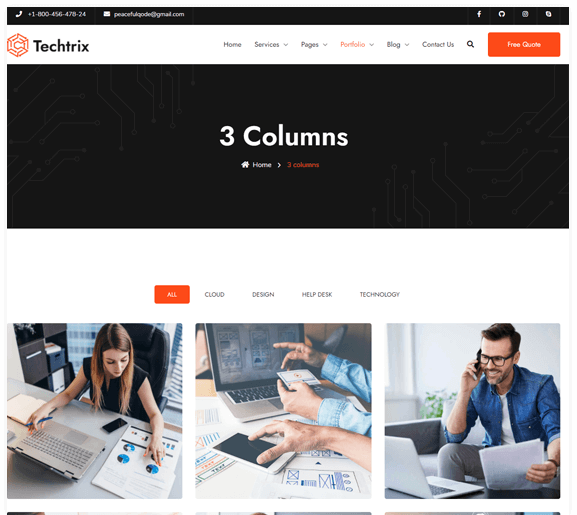 +1-800-456-478-24 peacefulqode@gmail.com
Techtrix Home Services Pages Portfolio Blog Contact Us Free Quote
3 Columns
Home > 3 columns
ALL CLOUD DESIGN HELP DESK TECHNOLOGY